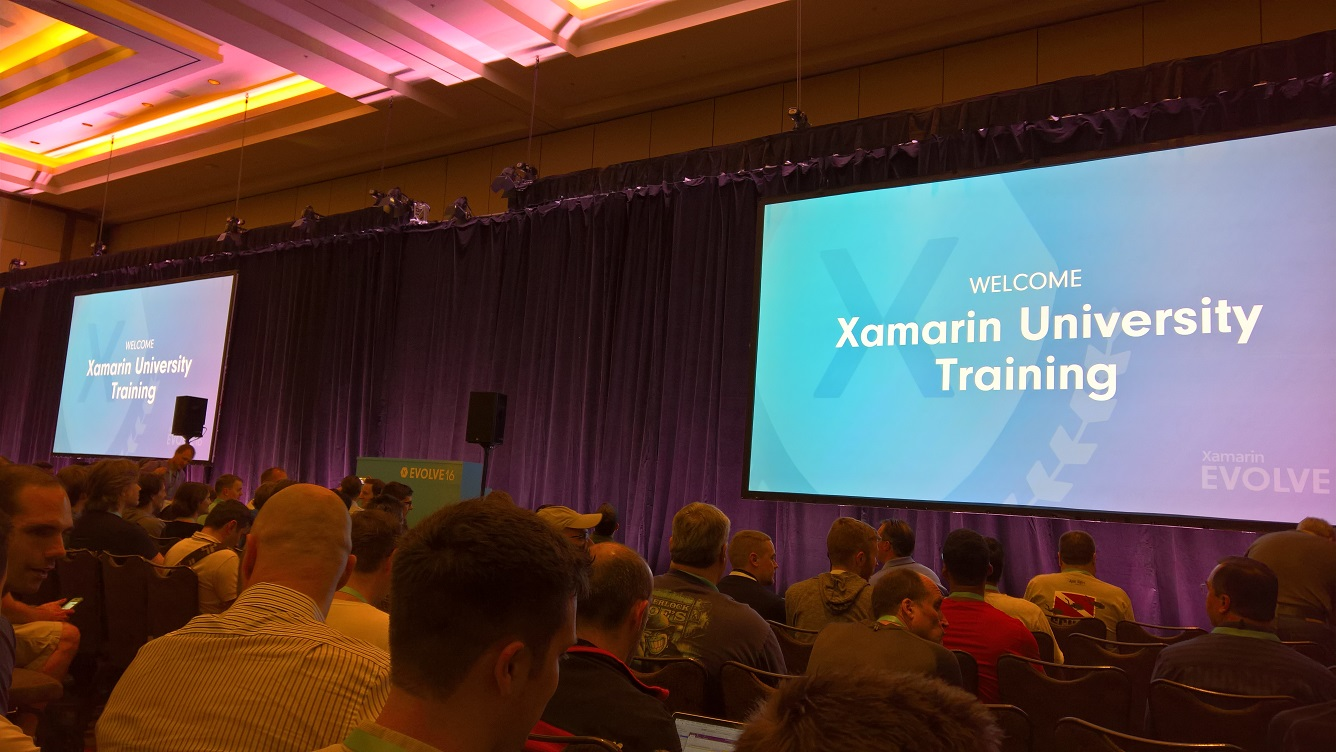 WELCOME
Xamarin University
Training
WELCOME
Xamarin University
Training
Xamarin
EVOLVE
EVOLVE16